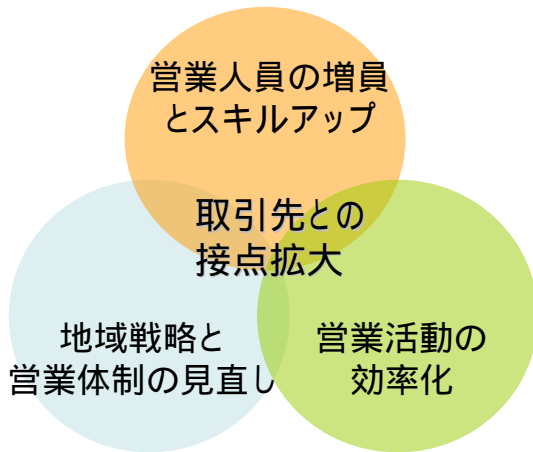 営業人員の増員
とスキルアップ
取引先との
接点拡大
地域戦略と
営業体制の見直し
営業活動の
効率化